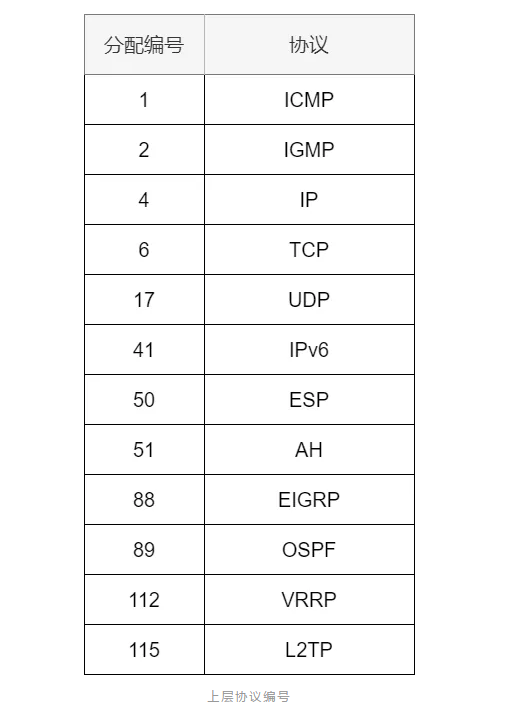 分配编号 协议
1 ICMP
2 IGMP
4 IP
6 TCP
17 UDP
41 IPv6
50 ESP
51 AH
88 EIGRP
89 OSPF
112 VRRP
115 L2TP
上层协议编号